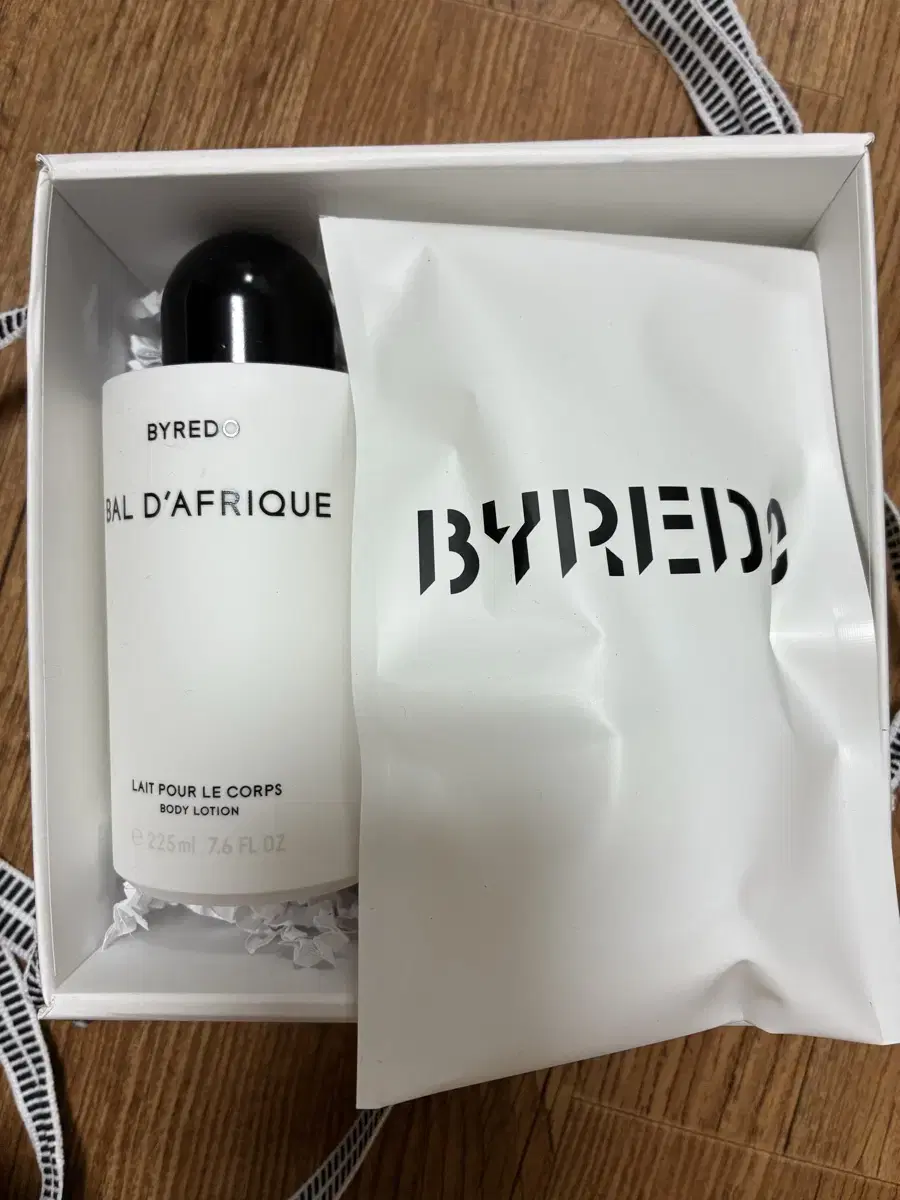 BYREDO
BAL D'AFRIQUE
LAIT POUR LE CORPS
BODY LOTION
e 225ml 7.6 FL OZ
BYREDO